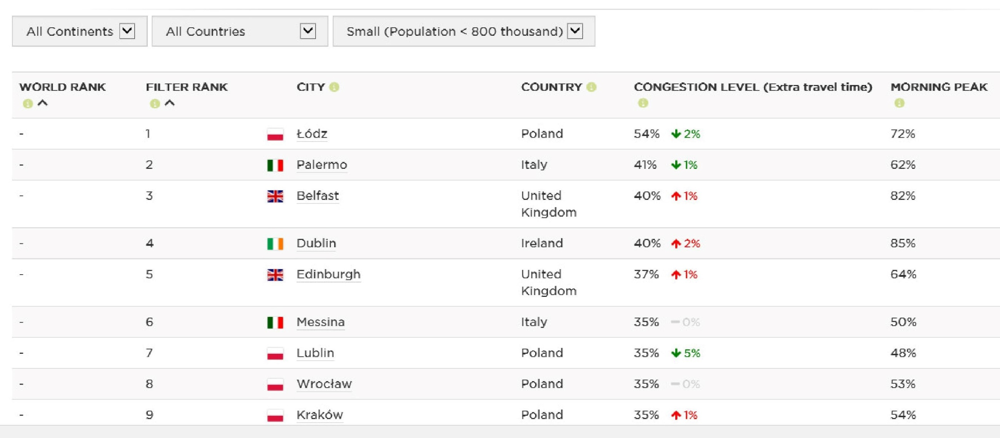 All Continents All Countries Small (Population < 800 thousand)
WORLD RANK FILTER RANK CITY COUNTRY CONGESTION LEVEL (Extra travel time) MORNING PEAK
- 1 Łódz Poland 54% 2% 72%
- 2 Palermo Italy 41% 1% 62%
- 3 Belfast United 40% 1% 82%
Kingdom
- 4 Dublin Ireland 40% 2% 85%
- 5 Edinburgh United 37% 1% 64%
Kingdom
- 6 Messina Italy 35% 0% 50%
- 7 Lublin Poland 35% 5% 48%
- 8 Wrocław Poland 35% 0% 53%
- 9 Kraków Poland 35% 1% 54%